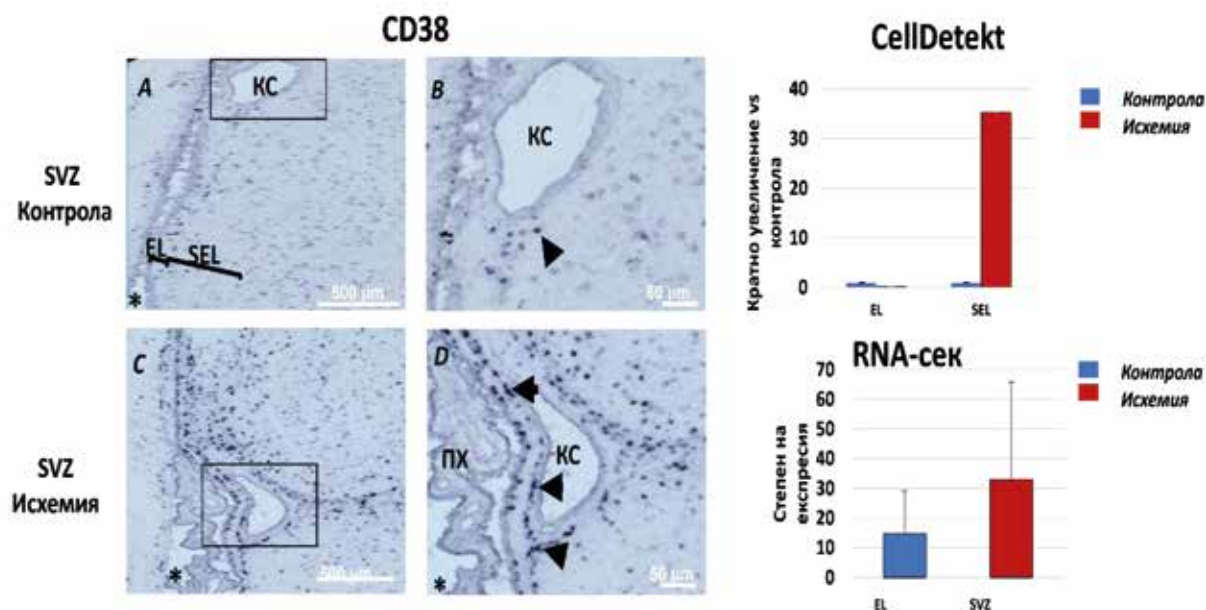 CD38
A
КС
SVZ
Контрола
EL
SEL
*
500 µm
B
КС
50 µm
C
SVZ
Исхемия
*
500 µm
D
ПХ
КС
*
50 µm
CellDetekt
Кратно увеличение vs
контрола
40
30
20
10
0
EL
SEL
Контрола
Исхемия
RNA-сек
Степен на
експресия
70
60
50
40
30
20
10
0
EL
SVZ
Контрола
Исхемия